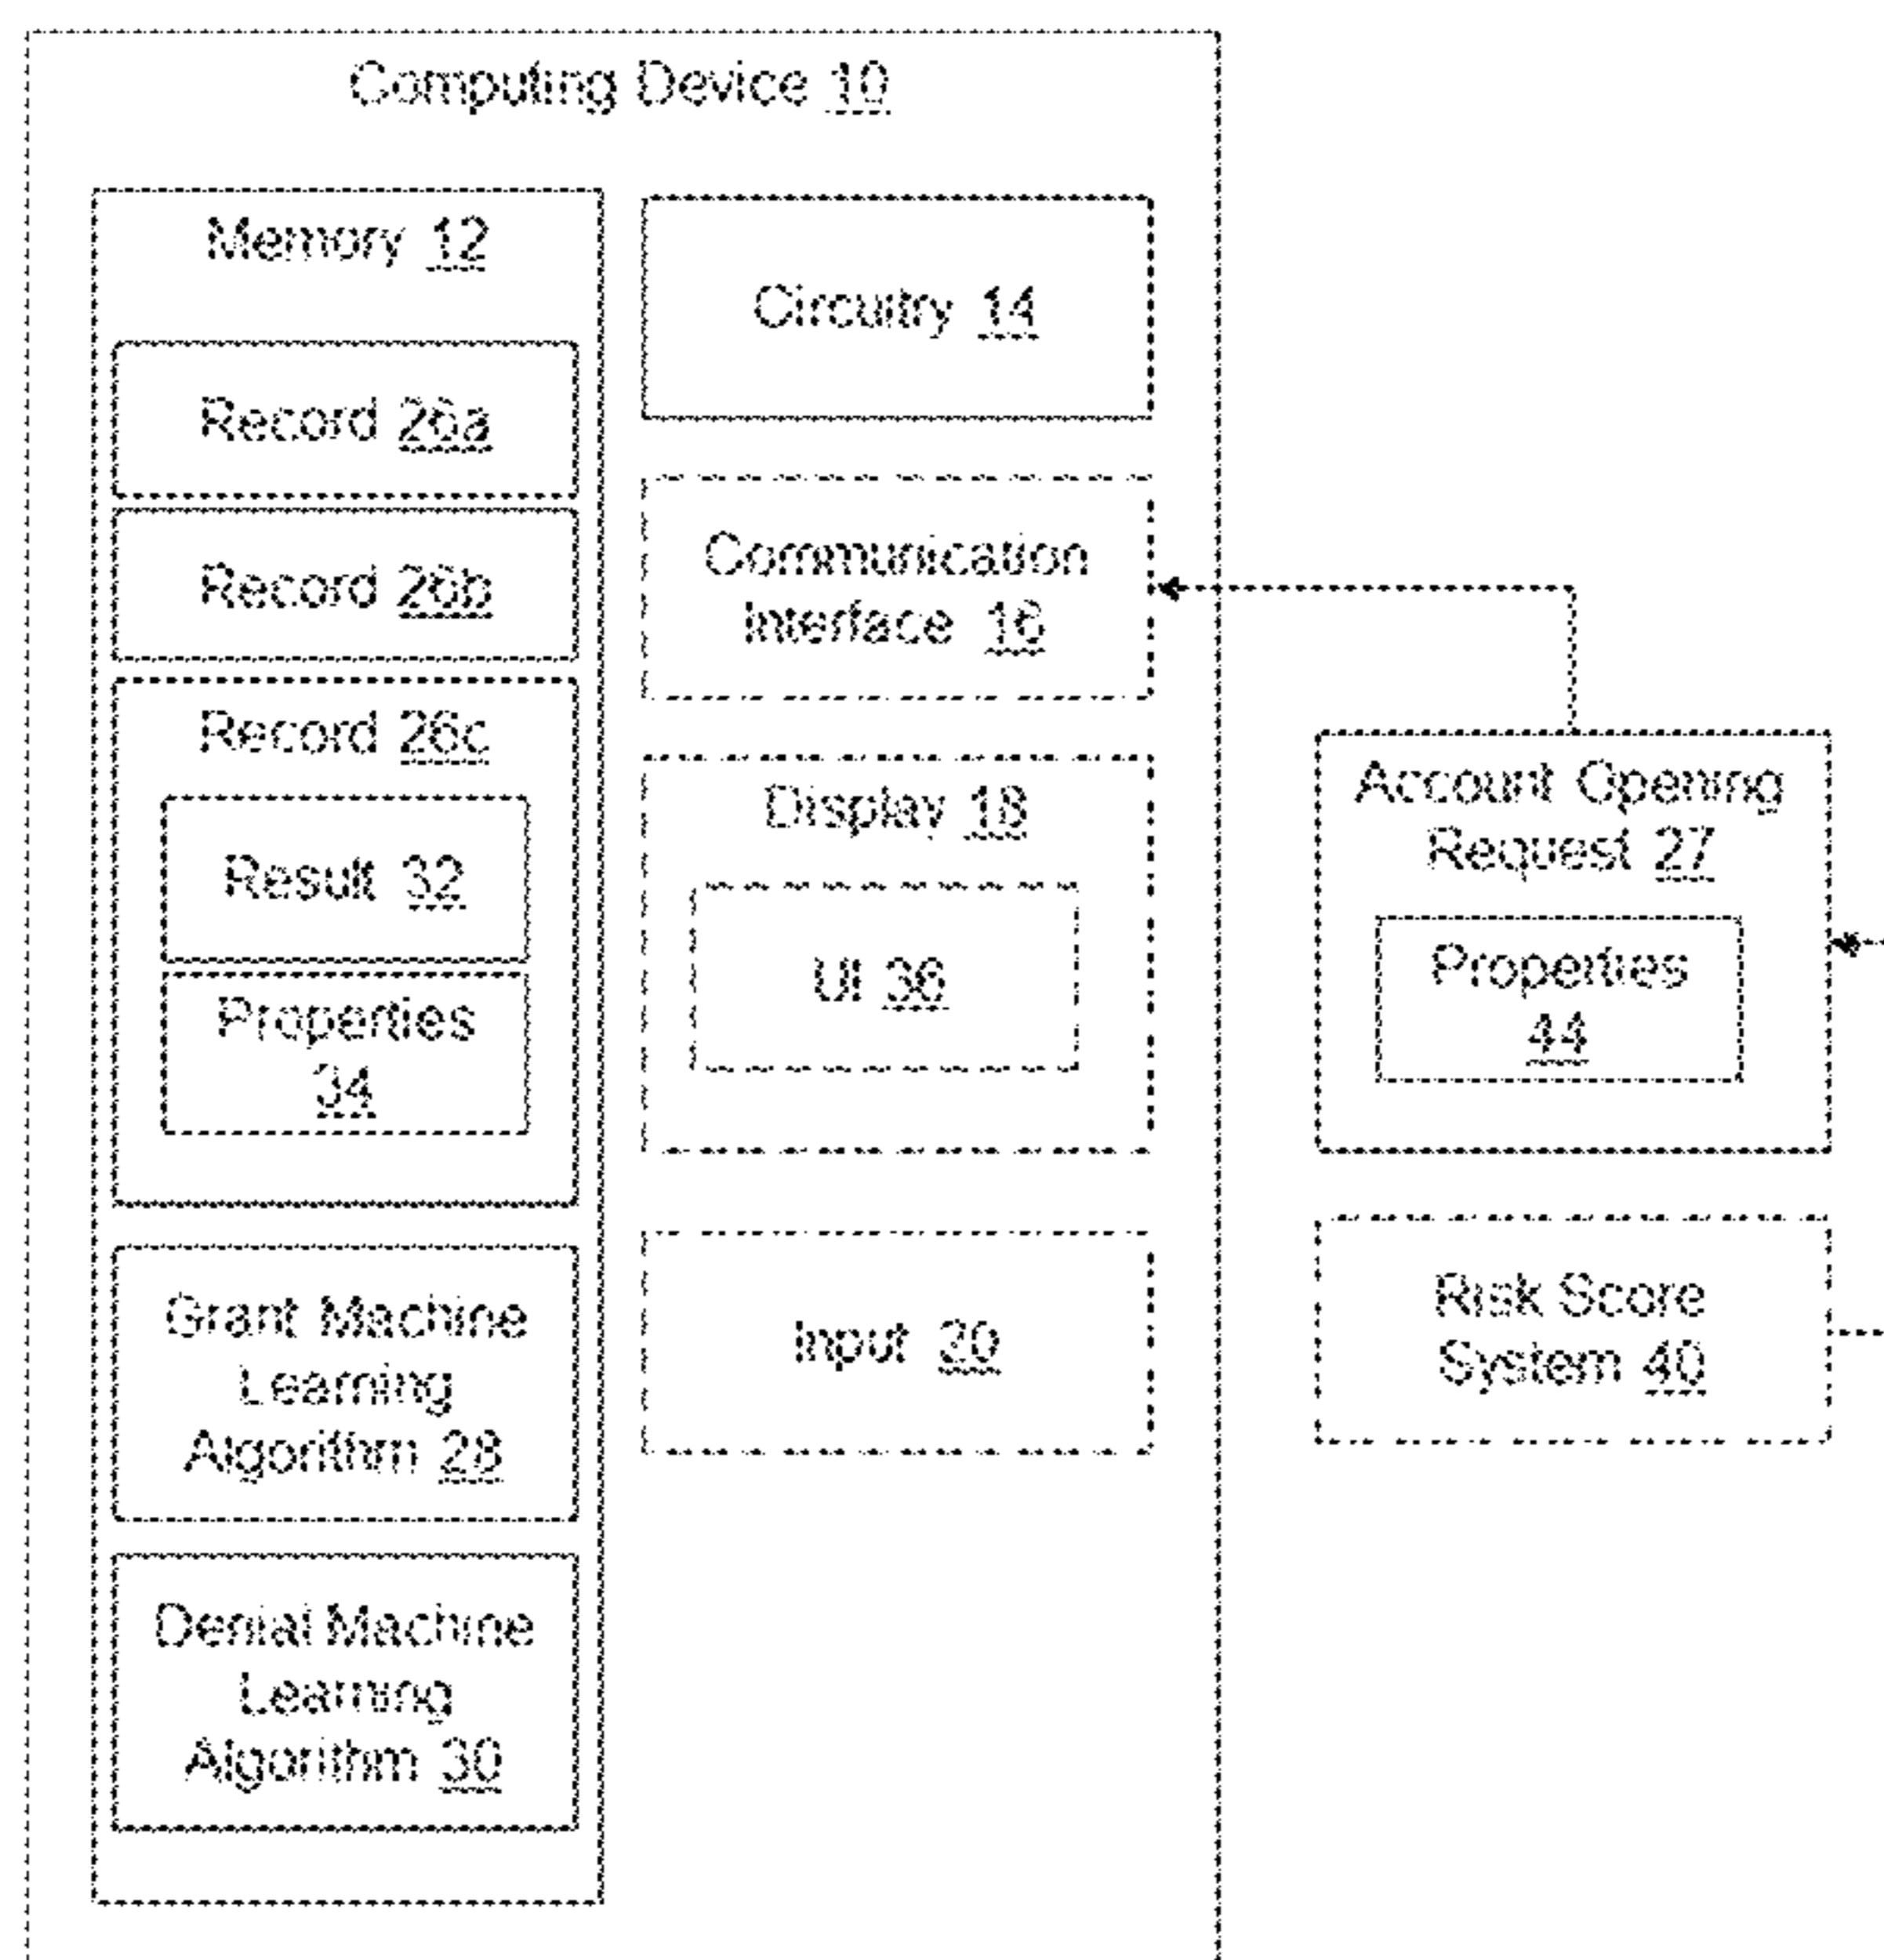 Computing Device 10
Memory 12
Record 26a
Record 26b
Record 26c
Result 32
Properties
34
Grant Machine
Learning
Algorithm 28
Denial Machine
Learning
Algorithm 30
Circuitry 14
Communication
Interface 16
Display 18
UI 36
Input 20
Account Opening
Request 27
Properties
44
Risk Score
System 40